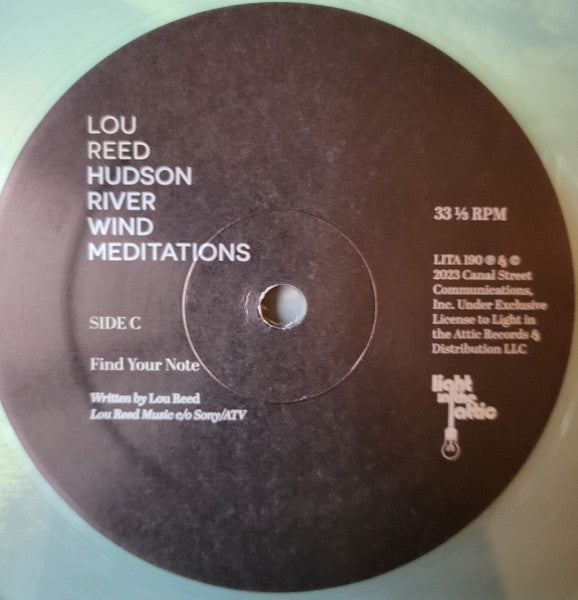 LOU
REED
HUDSON
RIVER
WIND
MEDITATIONS
SIDE C
Find Your Note
Written by Lou Reed
Lou Reed Music c/o Sony/ATV
33 ⅓ RPM
LITA 190 ℗ & ©
2023 Canal Street
Communications,
Inc. Under Exclusive
License to Light in
the Attic Records &
Distribution LLC
light
in the
attic